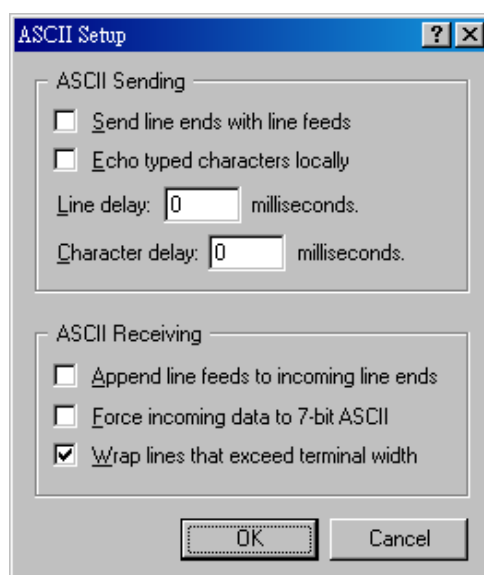 ASCII Setup
ASCII Sending
Send line ends with line feeds
Echo typed characters locally
Line delay: 0 milliseconds.
Character delay: 0 milliseconds.
ASCII Receiving
Append line feeds to incoming line ends
Force incoming data to 7-bit ASCII
Wrap lines that exceed terminal width
OK Cancel